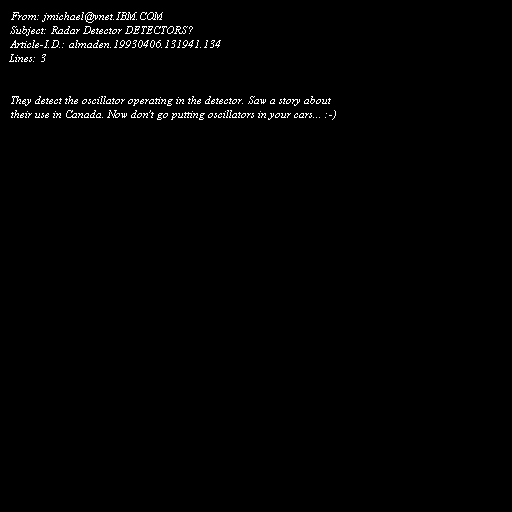 From: jmichael@vnet.IBM.COM
Subject: Radar Detector DETECTORS?
Article-I.D.: almaden.19930406.131941.134
Lines: 3
They detect the oscillator operating in the detector. Saw a story about
their use in Canada. Now don't go putting oscillators in your cars... :-)